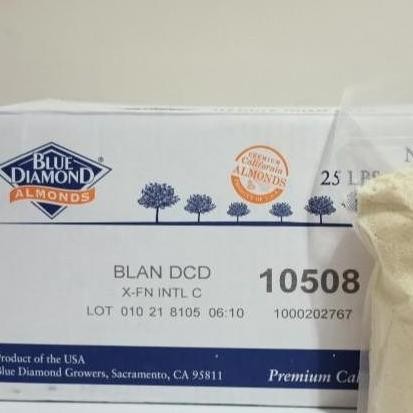 BLUE
DIAMOND®
ALMONDS
PREMIUM
California
ALMONDS
25 LBS
BLAN DCD
10508
X-FN INTL C
LOT 010 21 8105 06:10
1000202767
Product of the USA
Blue Diamond Growers, Sacramento, CA 95811
Premium Cal